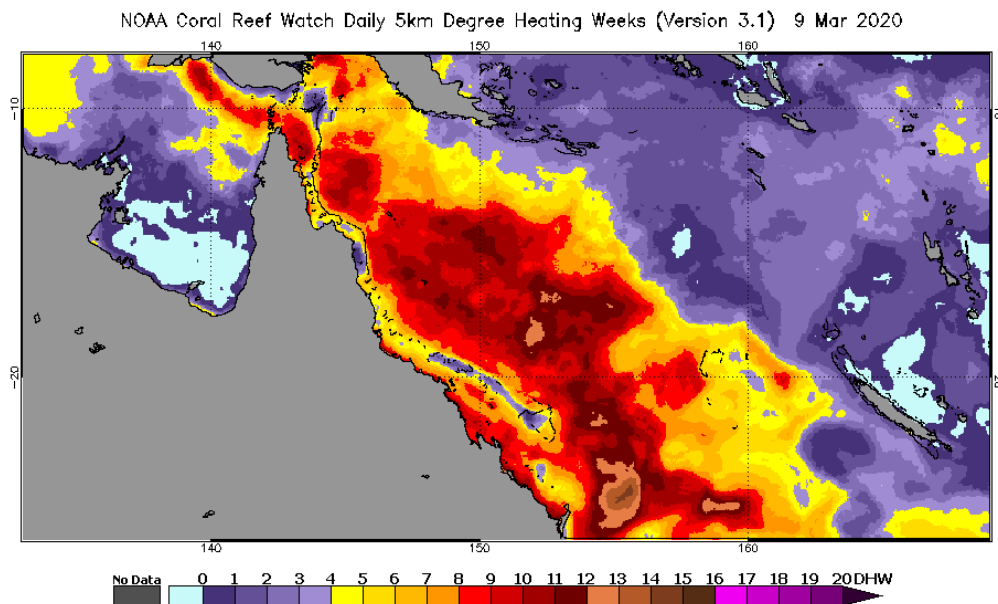 NOAA Coral Reef Watch Daily 5km Degree Heating Weeks (Version 3.1) 9 Mar 2020
140 150 160
-10
-20
140 150 160
No Data 0 1 2 3 4 5 6 7 8 9 10 11 12 13 14 15 16 17 18 19 20 DHW